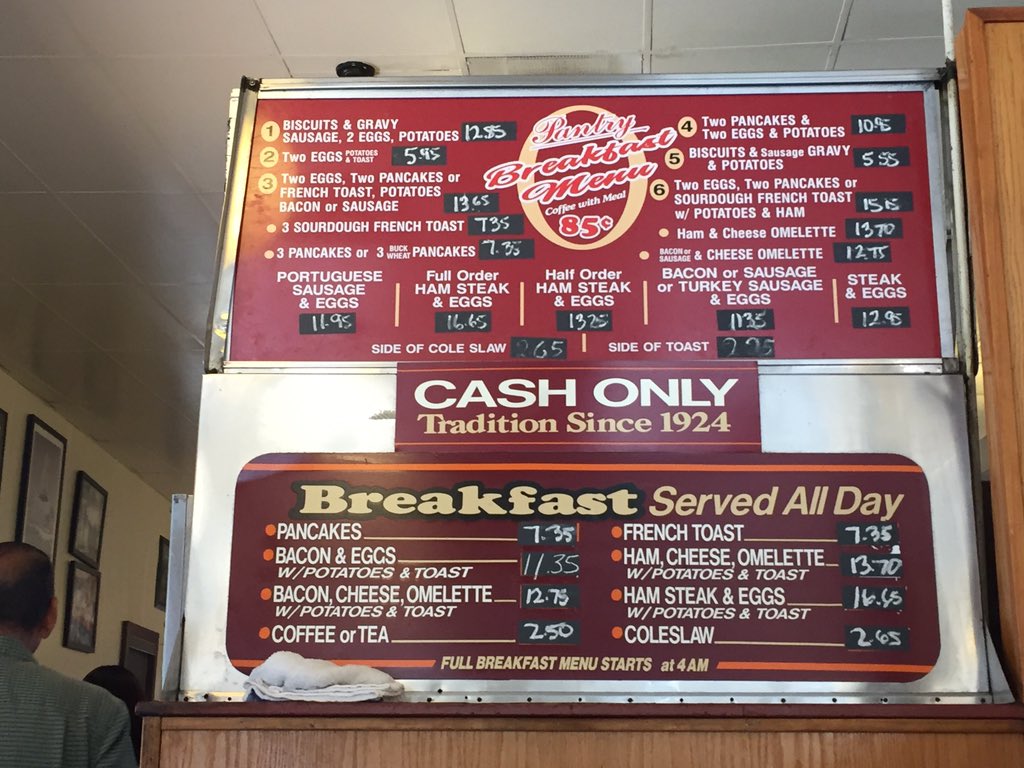 1 BISCUITS & GRAVY
SAUSAGE, 2 EGGS, POTATOES 12.85
2 TWO EGGS POTATOES & TOAST 5.95
3 TWO EGGS, TWO PANCAKES OR
FRENCH TOAST, POTATOES
BACON OR SAUSAGE 13.65
3 SOURDOUGH FRENCH TOAST 7.35
3 PANCAKES OR 3 BUCK WHEAT PANCAKES 7.35
Pantry
Breakfast
Menu
Coffee with Meal
85¢
4 TWO PANCAKES &
TWO EGGS & POTATOES 10.95
5 BISCUITS & Sausage GRAVY
& POTATOES
6 TWO EGGS, TWO PANCAKES OR
SOURDOUGH FRENCH TOAST
W/ POTATOES & HAM 15.15
Ham & Cheese OMELETTE 13.70
BACON or SAUSAGE & CHEESE OMELETTE 12.75
PORTUGUESE
SAUSAGE
& EGGS
11.95
Full Order
HAM STEAK
& EGGS
16.65
Half Order
HAM STEAK
& EGGS
13.25
BACON or SAUSAGE
or TURKEY SAUSAGE
& EGGS
11.35
STEAK
& EGGS
12.95
SIDE OF COLE SLAW 2.65
SIDE OF TOAST 2.25
CASH ONLY
Tradition Since 1924
Breakfast Served All Day
PANCAKES 7.35
BACON & EGGS 11.35
W/POTATOES & TOAST
BACON, CHEESE, OMELETTE 12.75
W/POTATOES & TOAST
COFFEE or TEA 2.50
FRENCH TOAST 7.35
HAM, CHEESE, OMELETTE 13.70
W/POTATOES & TOAST
HAM STEAK & EGGS 16.65
W/POTATOES & TOAST
COLESLAW 2.65
FULL BREAKFAST MENU STARTS at 4 AM